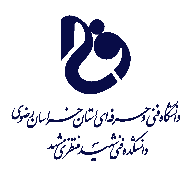 دانشگاه فنی و حرفه‌ای استان خراسان رضوی
دانشکده فنی شهید منتظری مشهد